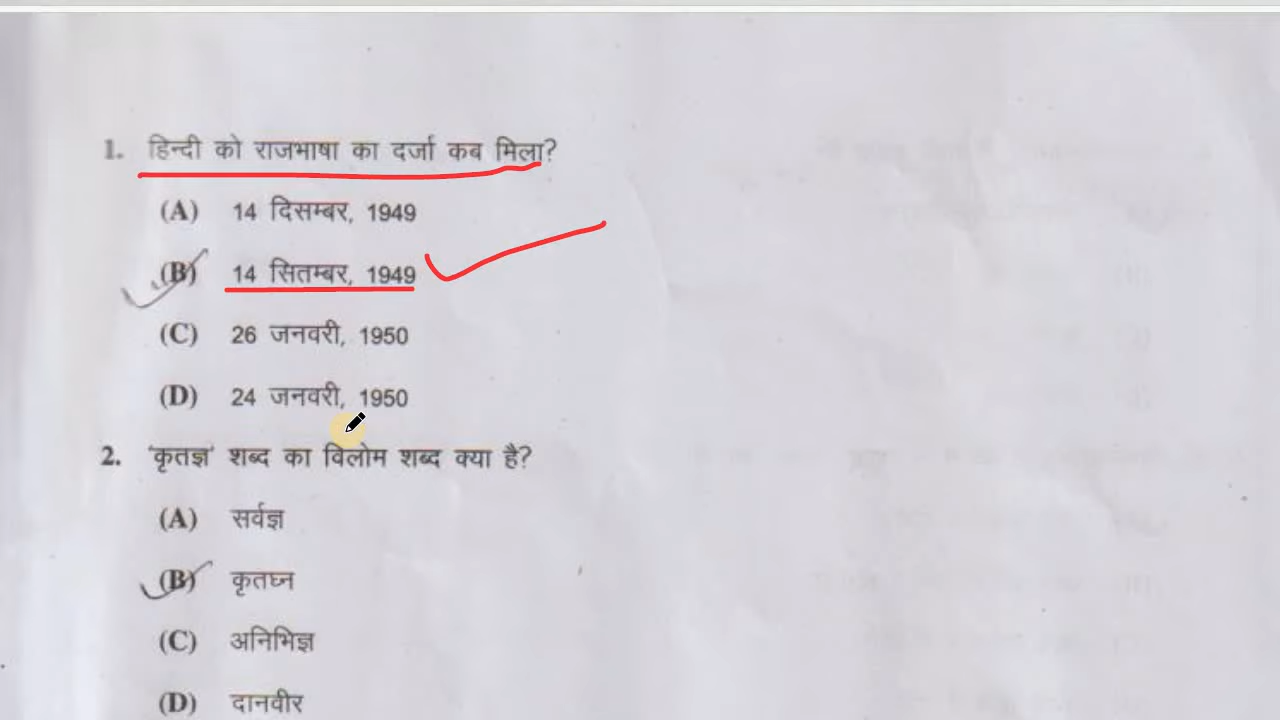 1. हिन्दी को राजभाषा का दर्जा कब मिला?
(A) 14 दिसम्बर, 1949
(B) 14 सितम्बर, 1949
(C) 26 जनवरी, 1950
(D) 24 जनवरी, 1950
2. 'कृतज्ञ' शब्द का विलोम शब्द क्या है?
(A) सर्वज्ञ
(B) कृतघ्न
(C) अनिभिज्ञ
(D) दानवीर